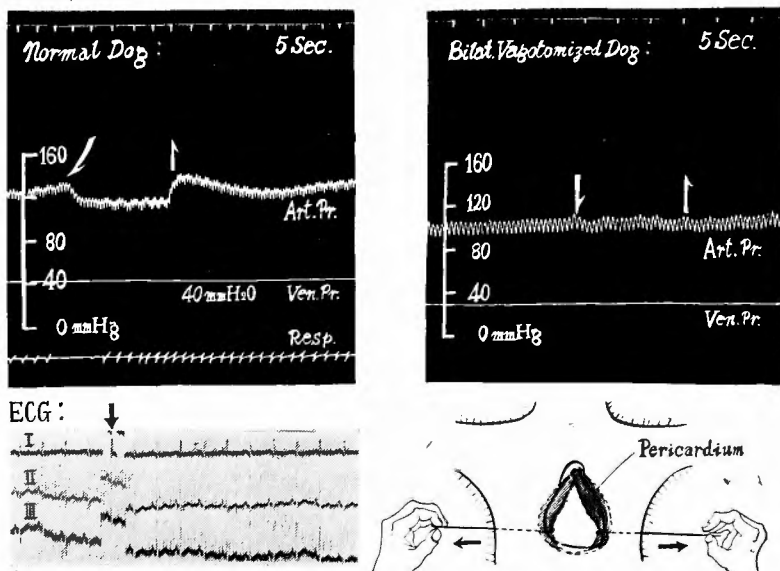 Normal Dog : 5 Sec.
160
Art. Pr.
80
40
40 mmH2O Ven. Pr.
0 mmHg
Resp.
Bilat. Vagotomized Dog : 5 Sec.
160
120
80
Art. Pr.
40
0 mmHg
Ven. Pr.
ECG :
I
II
III
Pericardium